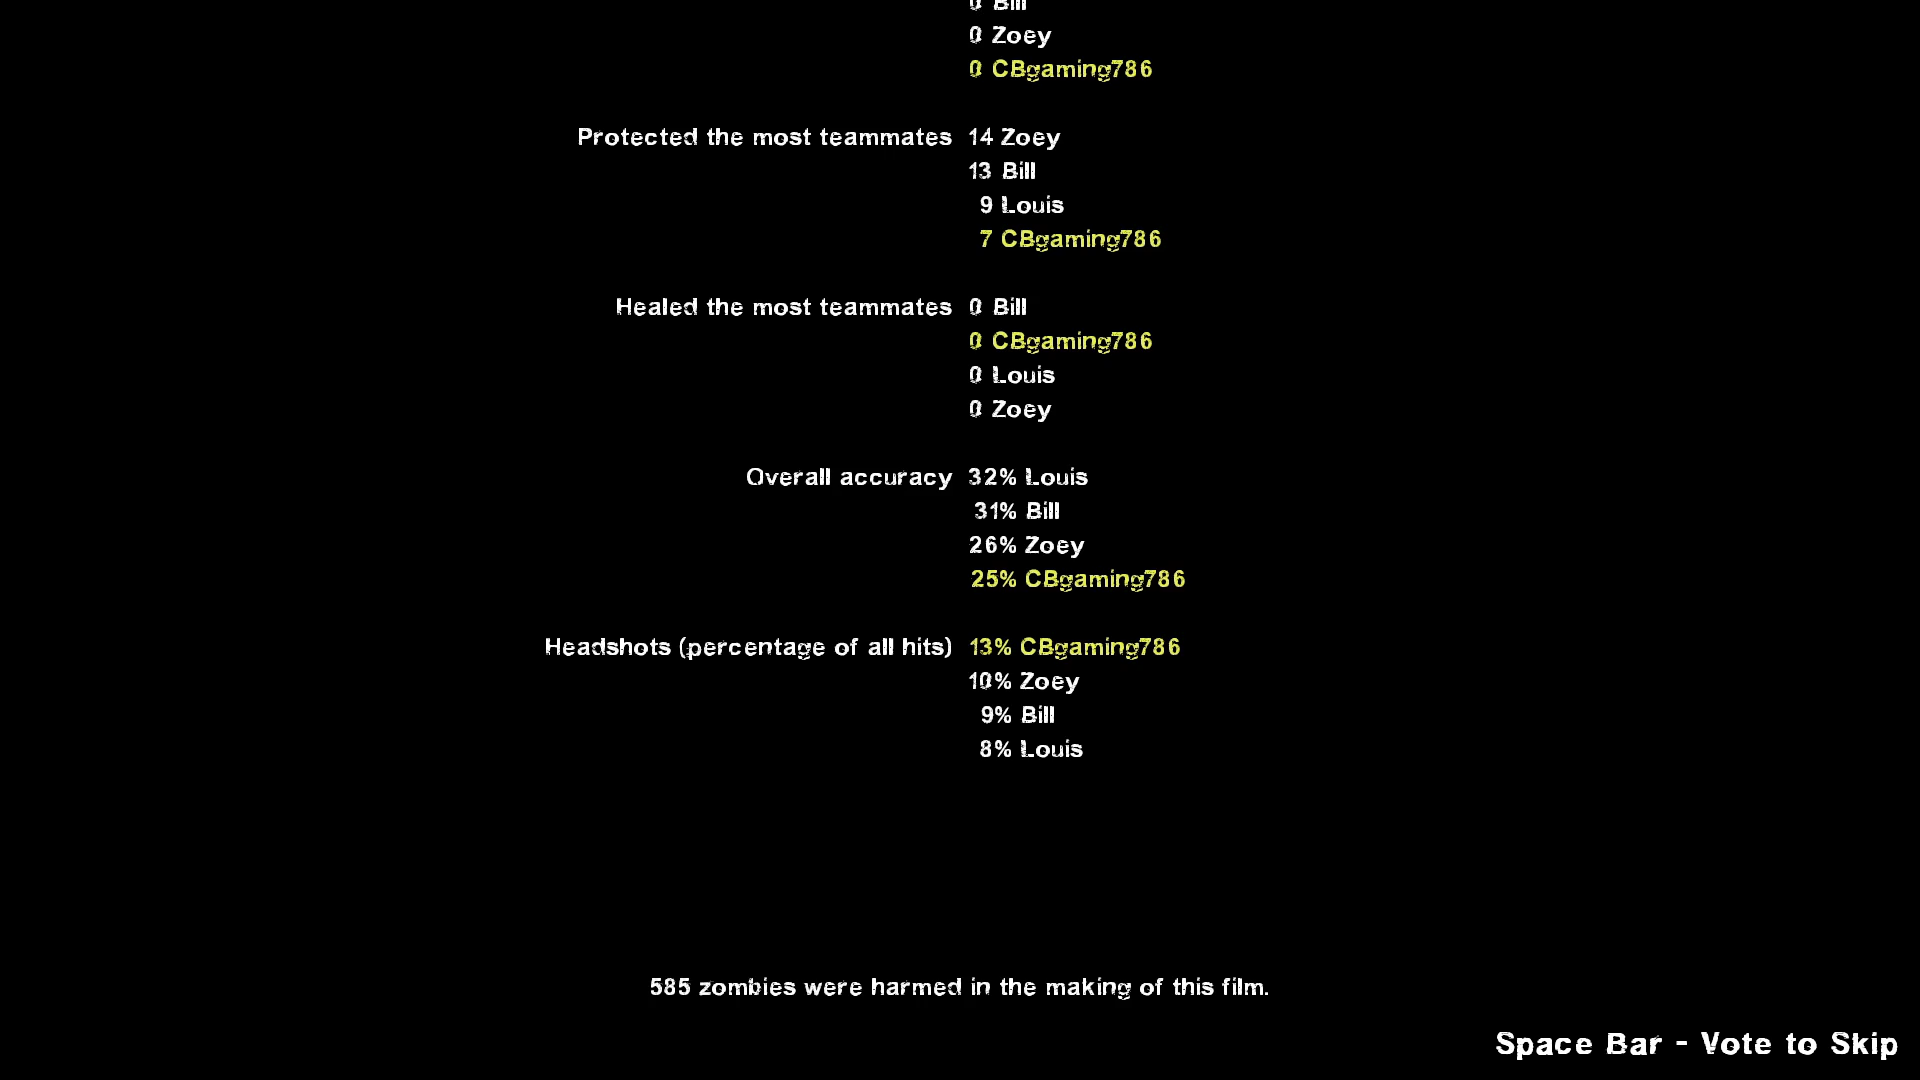 0 Bill
0 Zoey
0 CBgaming786
Protected the most teammates 14 Zoey
13 Bill
9 Louis
7 CBgaming786
Healed the most teammates 0 Bill
0 CBgaming786
0 Louis
0 Zoey
Overall accuracy 32% Louis
31% Bill
26% Zoey
25% CBgaming786
Headshots (percentage of all hits) 13% CBgaming786
10% Zoey
9% Bill
8% Louis
585 zombies were harmed in the making of this film.
Space Bar - Vote to Skip